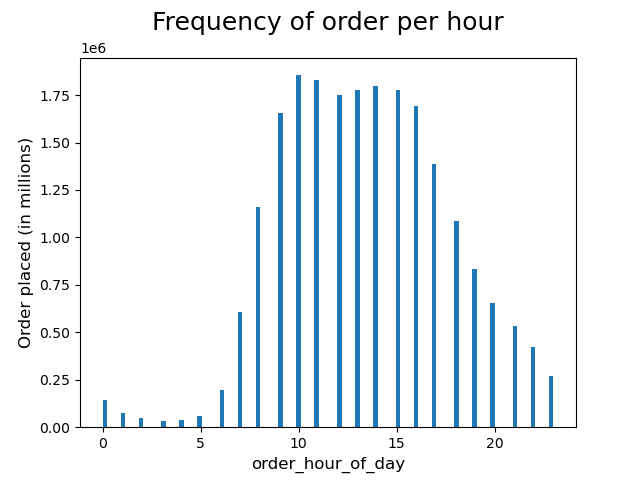 Frequency of order per hour
1e6
1.75
1.50
1.25
1.00
0.75
0.50
0.25
0.00
Order placed (in millions)
0 5 10 15 20
order_hour_of_day